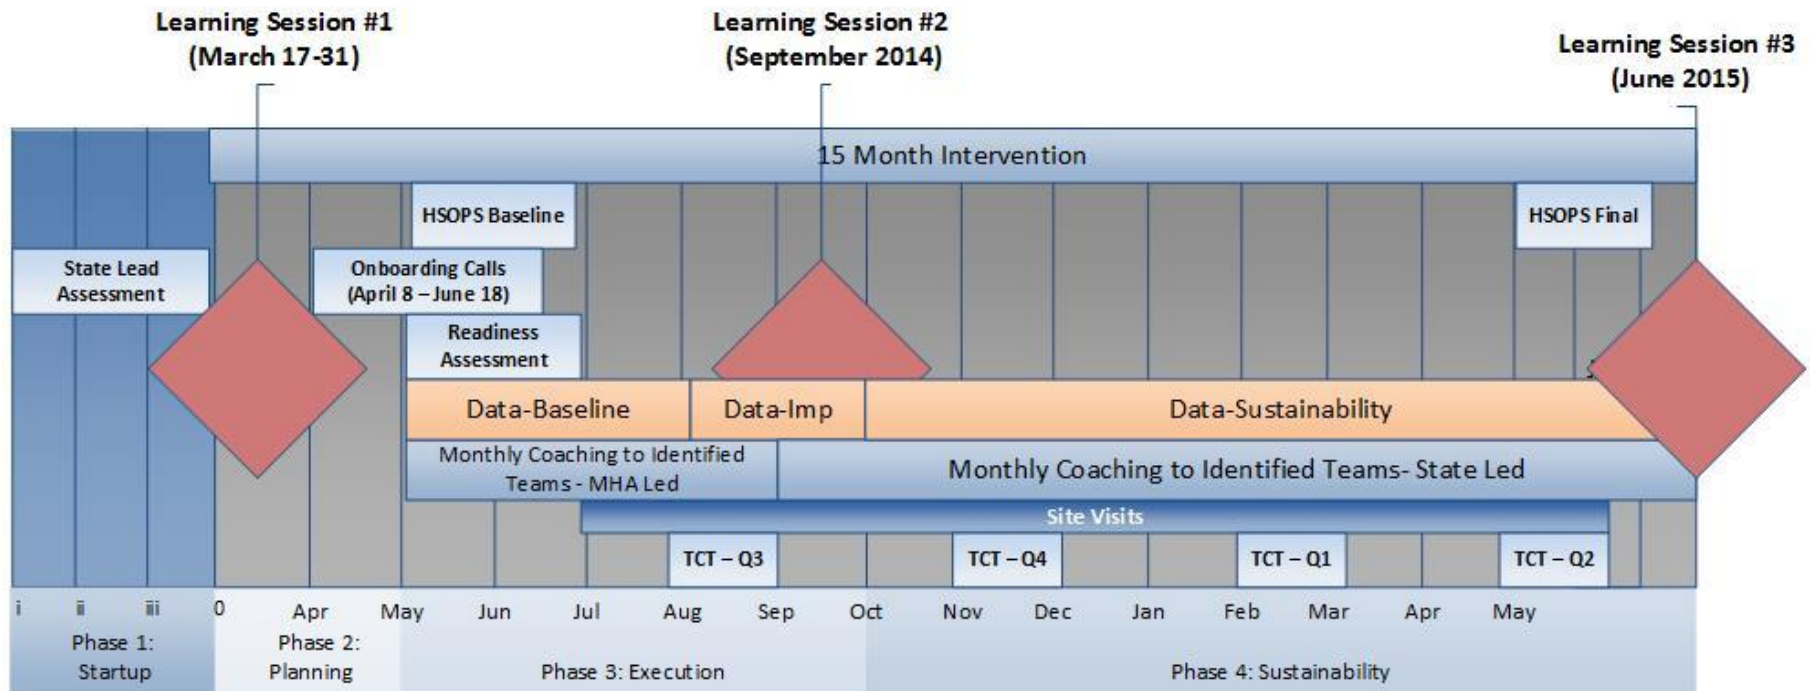 Learning Session #1
(March 17-31)
Learning Session #2
(September 2014)
Learning Session #3
(June 2015)
15 Month Intervention
HSOPS Baseline
HSOPS Final
State Lead
Assessment
Onboarding Calls
(April 8 – June 18)
Readiness
Assessment
Data-Baseline
Data-Imp
Data-Sustainability
Monthly Coaching to Identified
Teams - MHA Led
Monthly Coaching to Identified Teams- State Led
Site Visits
TCT – Q3
TCT – Q4
TCT – Q1
TCT – Q2
i ii iii 0 Apr May Jun Jul Aug Sep Oct Nov Dec Jan Feb Mar Apr May
Phase 1:
Startup
Phase 2:
Planning
Phase 3: Execution
Phase 4: Sustainability